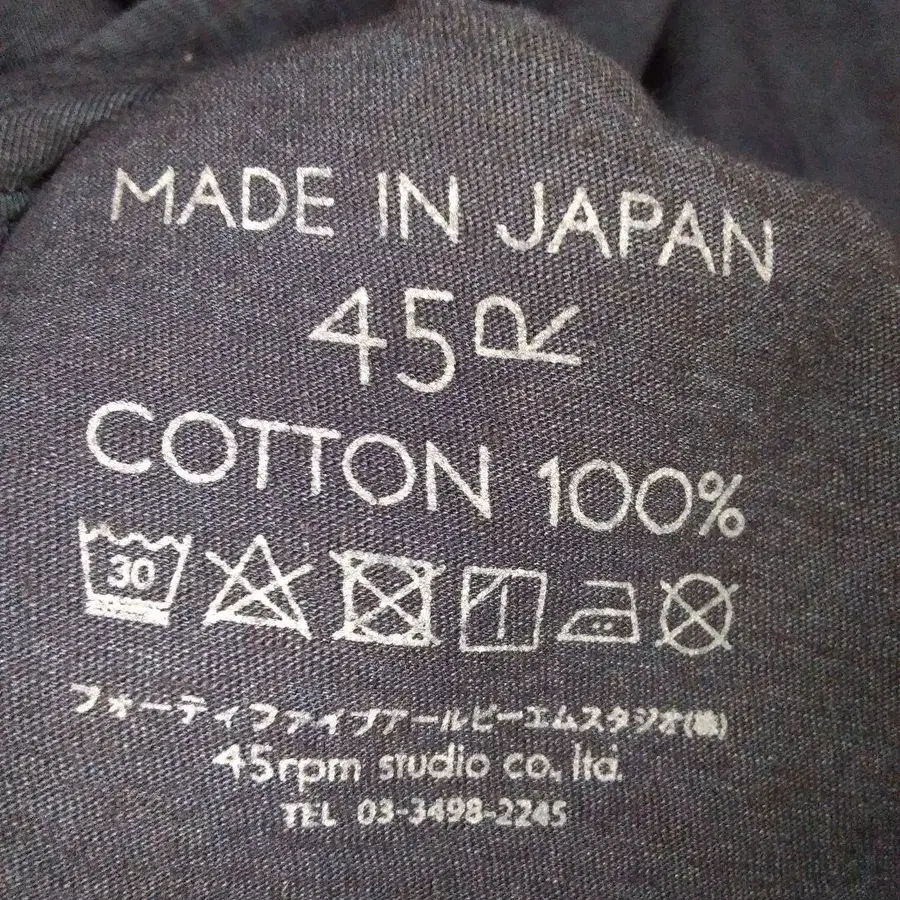 MADE IN JAPAN
45R
COTTON 100%
30
フォーティファイブアールピーエムスタジオ(株)
45rpm studio co., ltd.
TEL 03-3498-2245